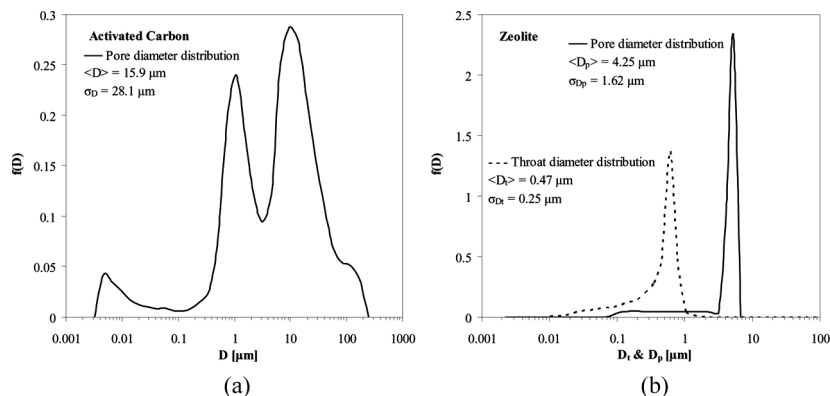 Activated Carbon
Pore diameter distribution
<D> = 15.9 μm
σD = 28.1 μm
f(D)
0.3
0.25
0.2
0.15
0.1
0.05
0
0.001 0.01 0.1 1 10 100 1000
D [μm]
(a)
Zeolite
Pore diameter distribution
<Dp> = 4.25 μm
σDp = 1.62 μm
Throat diameter distribution
<Dt> = 0.47 μm
σDt = 0.25 μm
f(D)
2.5
2
1.5
1
0.5
0
0.001 0.01 0.1 1 10 100
Dt & Dp [μm]
(b)